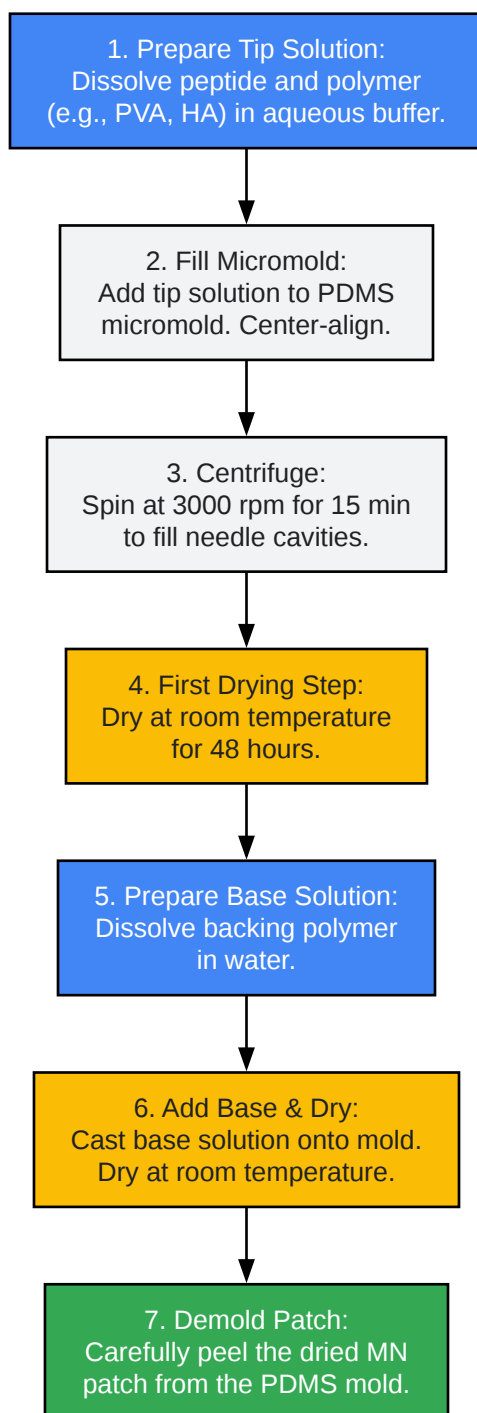 1. Prepare Tip Solution:
Dissolve peptide and polymer
(e.g., PVA, HA) in aqueous buffer.
2. Fill Micromold:
Add tip solution to PDMS
micromold. Center-align.
3. Centrifuge:
Spin at 3000 rpm for 15 min
to fill needle cavities.
4. First Drying Step:
Dry at room temperature
for 48 hours.
5. Prepare Base Solution:
Dissolve backing polymer
in water.
6. Add Base & Dry:
Cast base solution onto mold.
Dry at room temperature.
7. Demold Patch:
Carefully peel the dried MN
patch from the PDMS mold.